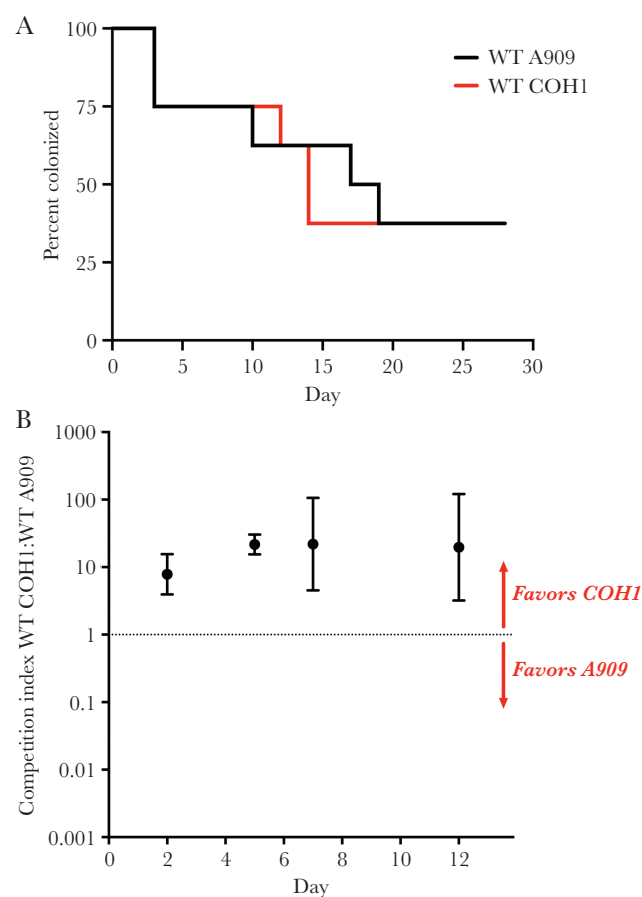 A
100
75
50
25
0
Percent colonized
0 5 10 15 20 25 30
Day
WT A909
WT COH1
B
1000
100
10
1
0.1
0.01
0.001
Competition index WT COH1:WT A909
0 2 4 6 8 10 12
Day
Favors COH1
Favors A909